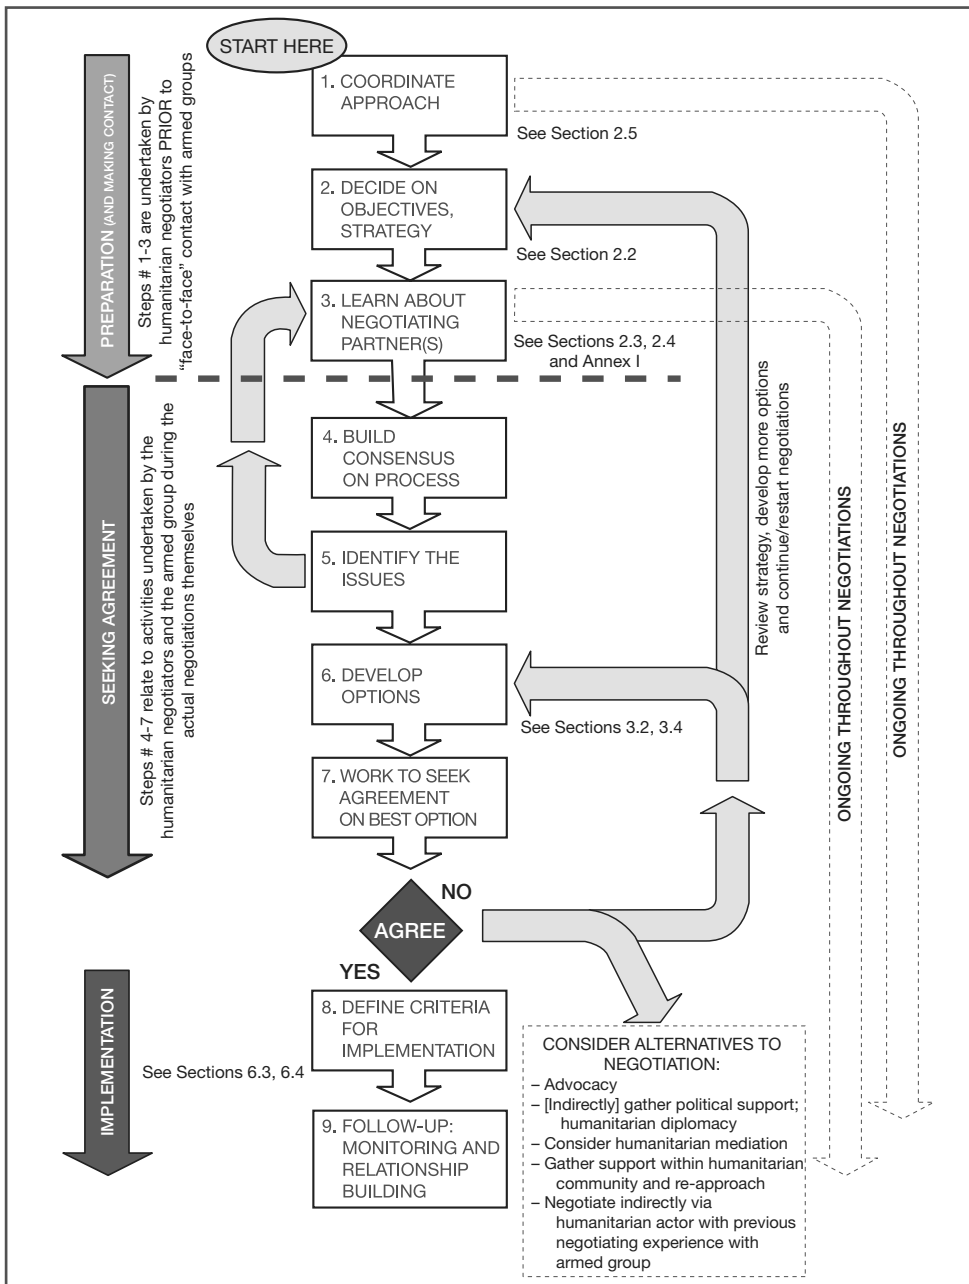 START HERE
PREPARATION (AND MAKING CONTACT)
Steps # 1-3 are undertaken by
humanitarian negotiators PRIOR to
“face-to-face” contact with armed groups
1. COORDINATE
APPROACH
See Section 2.5
2. DECIDE ON
OBJECTIVES,
STRATEGY
See Section 2.2
3. LEARN ABOUT
NEGOTIATING
PARTNER(S)
See Sections 2.3, 2.4
and Annex I
SEEKING AGREEMENT
Steps # 4-7 relate to activities undertaken by the
humanitarian negotiators and the armed group during the
actual negotiations themselves
4. BUILD
CONSENSUS
ON PROCESS
5. IDENTIFY THE
ISSUES
6. DEVELOP
OPTIONS
See Sections 3.2, 3.4
7. WORK TO SEEK
AGREEMENT
ON BEST OPTION
Review strategy, develop more options
and continue/restart negotiations
ONGOING THROUGHOUT NEGOTIATIONS
ONGOING THROUGHOUT NEGOTIATIONS
NO
AGREE
YES
IMPLEMENTATION
8. DEFINE CRITERIA
FOR
IMPLEMENTATION
See Sections 6.3, 6.4
9. FOLLOW-UP:
MONITORING AND
RELATIONSHIP
BUILDING
CONSIDER ALTERNATIVES TO
NEGOTIATION:
– Advocacy
– [Indirectly] gather political support;
humanitarian diplomacy
– Consider humanitarian mediation
– Gather support within humanitarian
community and re-approach
– Negotiate indirectly via
humanitarian actor with previous
negotiating experience with
armed group